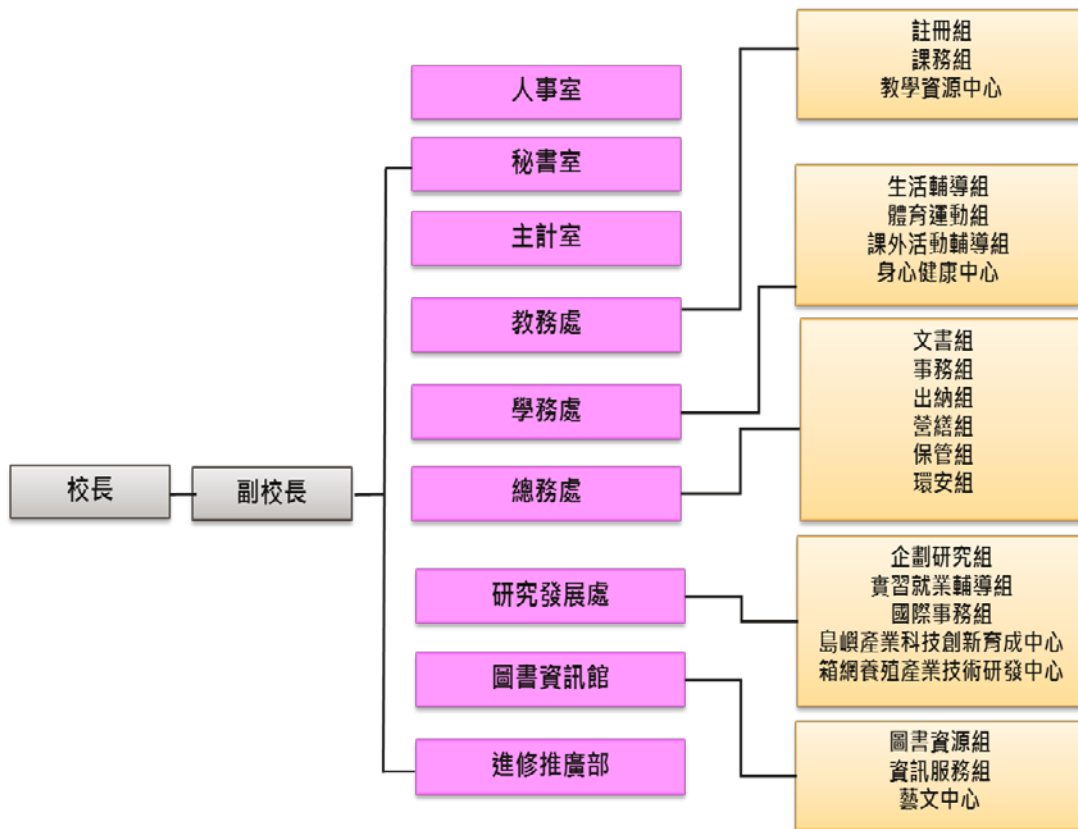 校長
副校長
人事室
秘書室
主計室
教務處
學務處
總務處
研究發展處
圖書資訊館
進修推廣部
註冊組
課務組
教學資源中心
生活輔導組
體育運動組
課外活動輔導組
身心健康中心
文書組
事務組
出納組
營繕組
保管組
環安組
企劃研究組
實習就業輔導組
國際事務組
島嶼產業科技創新育成中心
箱網養殖產業技術研發中心
圖書資源組
資訊服務組
藝文中心